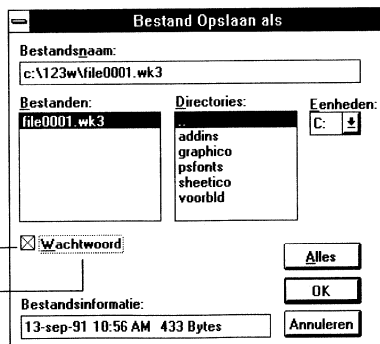 Bestand Opslaan als
Bestandsnaam:
c:\123w\file0001.wk3
Bestanden:
file0001.wk3
Directories:
..
addins
graphico
psfonts
sheetico
voorbld
Eenheden:
C:
Wachtwoord
Alles
OK
Bestandsinformatie:
13-sep-91 10:56 AM 433 Bytes
Annuleren